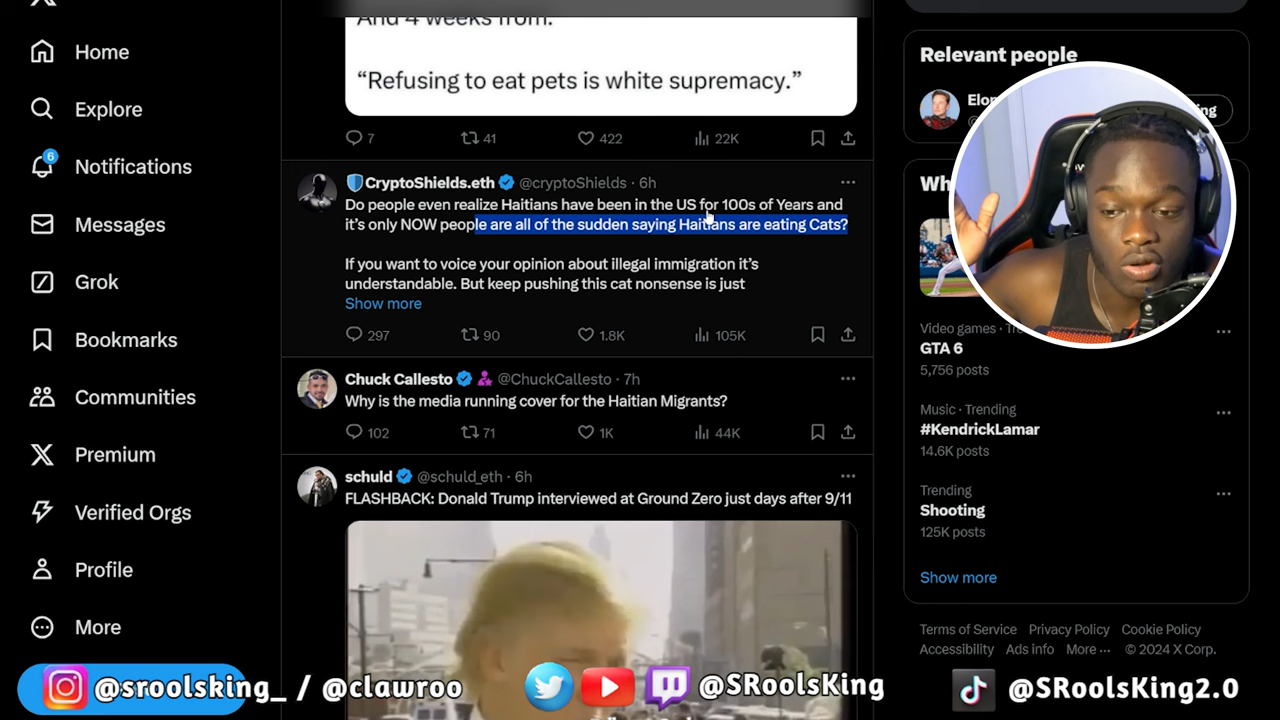 Home
Explore
6
Notifications
Messages
Grok
Bookmarks
Communities
Premium
Verified Orgs
Profile
More
And 4 weeks from.
“Refusing to eat pets is white supremacy.”
7 41 422 22K
CryptoShields.eth @cryptoShields · 6h
Do people even realize Haitians have been in the US for 100s of Years and
it’s only NOW people are all of the sudden saying Haitians are eating Cats?
If you want to voice your opinion about illegal immigration it’s
understandable. But keep pushing this cat nonsense is just
Show more
297 90 1.8K 105K
Chuck Callesto @ChuckCallesto · 7h
Why is the media running cover for the Haitian Migrants?
102 71 1K 44K
schuld @schuld_eth · 6h
FLASHBACK: Donald Trump interviewed at Ground Zero just days after 9/11
Relevant people
Video games ·
GTA 6
5,756 posts
Music · Trending
#KendrickLamar
14.6K posts
Trending
Shooting
125K posts
Show more
Terms of Service Privacy Policy Cookie Policy
Accessibility Ads info More ··· © 2024 X Corp.
@sroolsking_ / @clawroo
@SRoolsKing
@SRoolsKing2.0